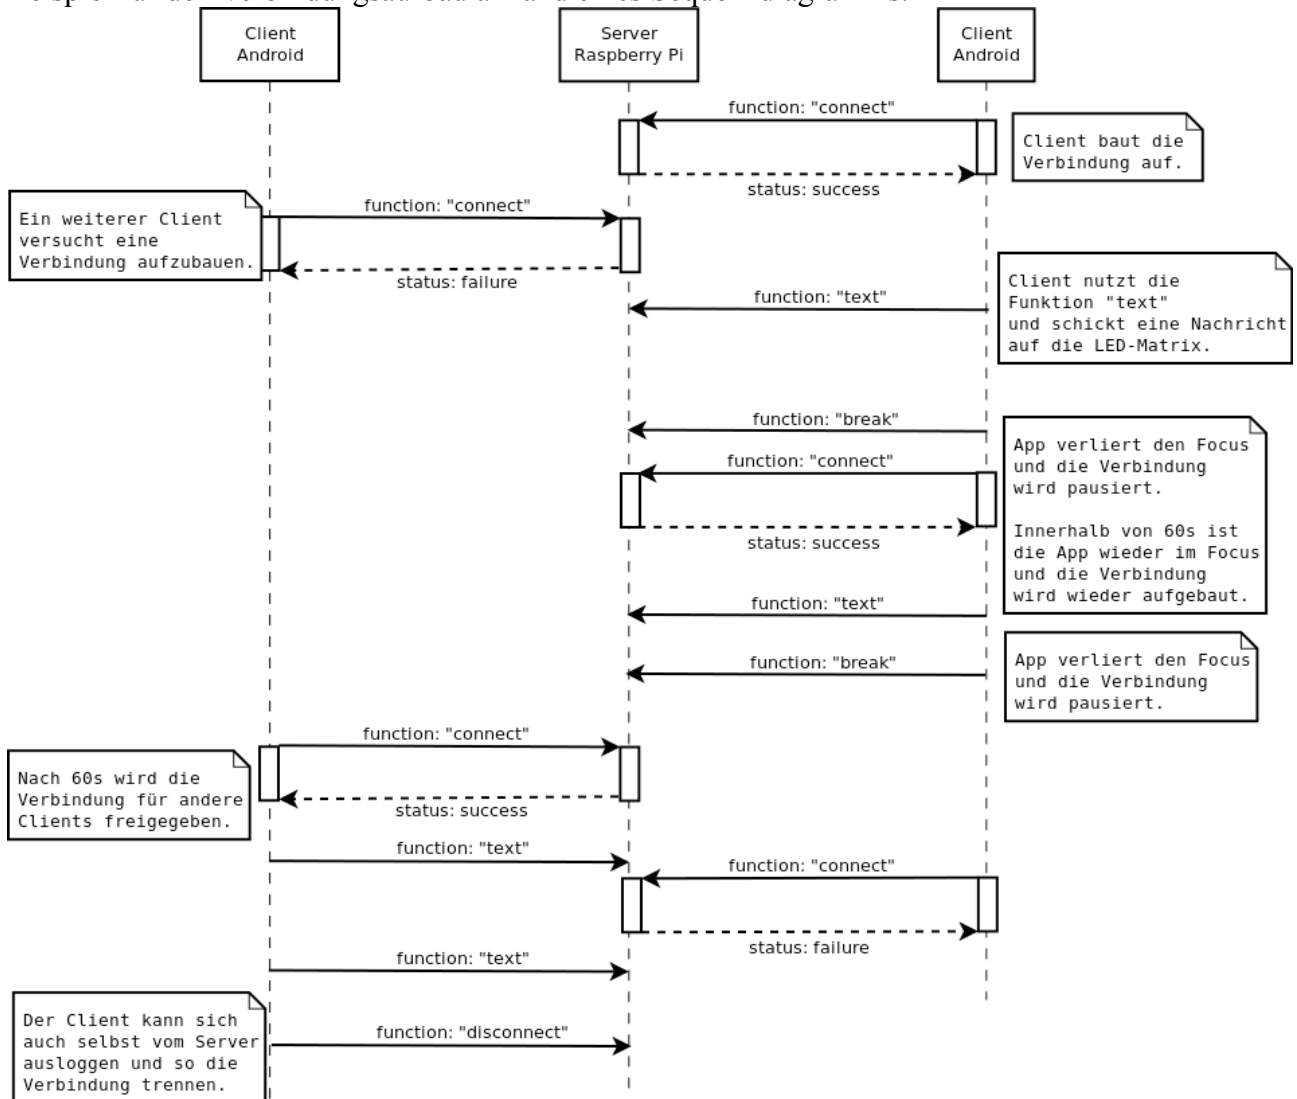 Client
Android
Server
Raspberry Pi
Client
Android
function: "connect"
Client baut die
Verbindung auf.
status: success
Ein weiterer Client
versucht eine
Verbindung aufzubauen.
function: "connect"
status: failure
Client nutzt die
Funktion "text"
und schickt eine Nachricht
auf die LED-Matrix.
function: "text"
function: "break"
App verliert den Focus
und die Verbindung
wird pausiert.
Innerhalb von 60s ist
die App wieder im Focus
und die Verbindung
wird wieder aufgebaut.
function: "connect"
status: success
function: "text"
function: "break"
App verliert den Focus
und die Verbindung
wird pausiert.
function: "connect"
Nach 60s wird die
Verbindung für andere
Clients freigegeben.
status: success
function: "text"
function: "connect"
status: failure
function: "text"
Der Client kann sich
auch selbst vom Server
ausloggen und so die
Verbindung trennen.
function: "disconnect"